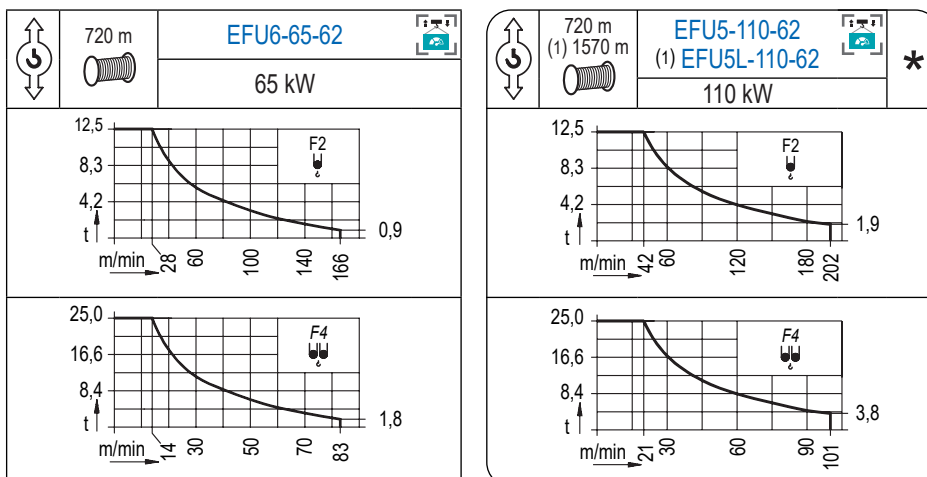 720 m
EFU6-65-62
65 kW
12,5
8,3
4,2
t
F2
0,9
m/min
28 60 100 140 166
25,0
16,6
8,4
t
F4
1,8
m/min
14 30 50 70 83
720 m
(1) 1570 m
EFU5-110-62
(1) EFU5L-110-62
*
110 kW
12,5
8,3
4,2
t
F2
1,9
m/min
42 60 120 180 202
25,0
16,6
8,4
t
F4
3,8
m/min
21 30 60 90 101